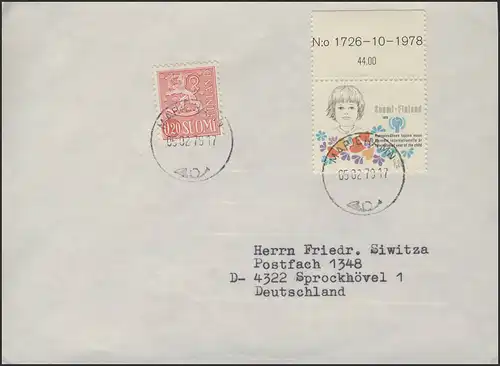 N:o 1726-10-1978
44,00
0,20 SUOMI
Suomi-Finland
05.02.79.17
05.02.79.17
Herrn Friedr. Siwitza
Postfach 1348
D- 4322 Sprockhövel 1
Deutschland